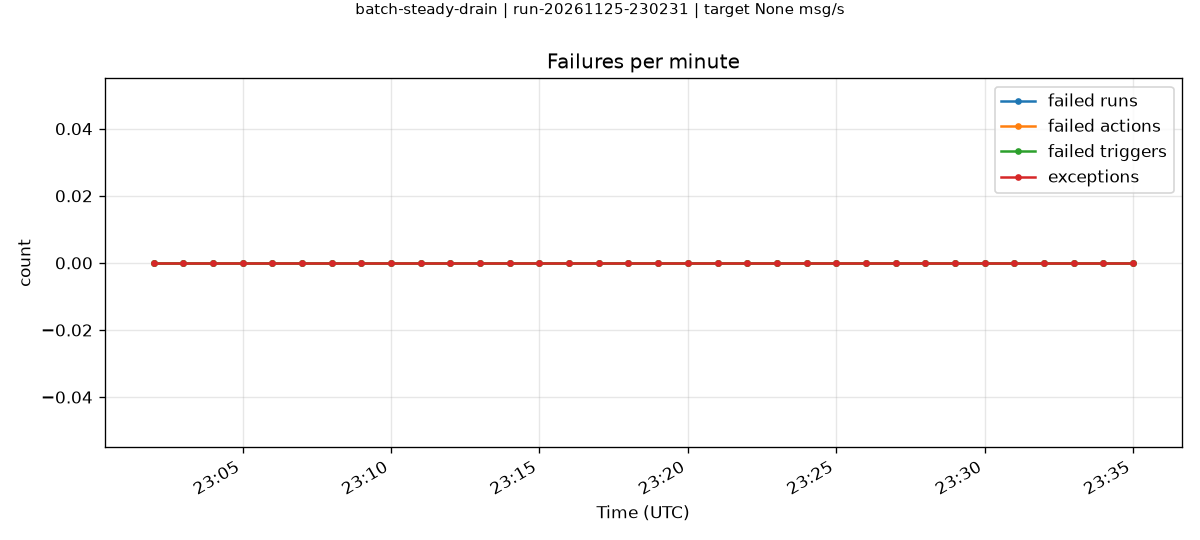 batch-steady-drain | run-20261125-230231 | target None msg/s
Failures per minute
failed runs
failed actions
failed triggers
exceptions
count
0.04
0.02
0.00
−0.02
−0.04
23:05
23:10
23:15
23:20
23:25
23:30
23:35
Time (UTC)